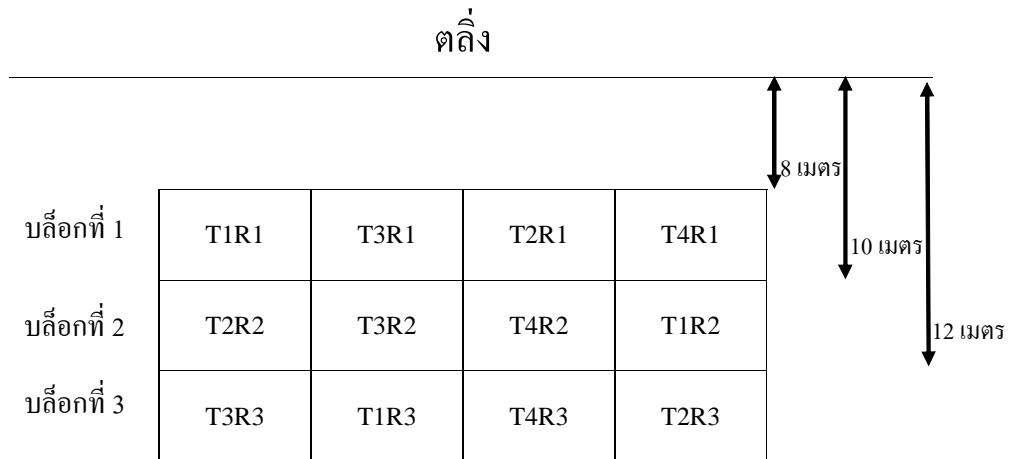 ตลิ่ง
8 เมตร
บล็อกที่ 1 T1R1 T3R1 T2R1 T4R1
10 เมตร
บล็อกที่ 2 T2R2 T3R2 T4R2 T1R2
12 เมตร
บล็อกที่ 3 T3R3 T1R3 T4R3 T2R3